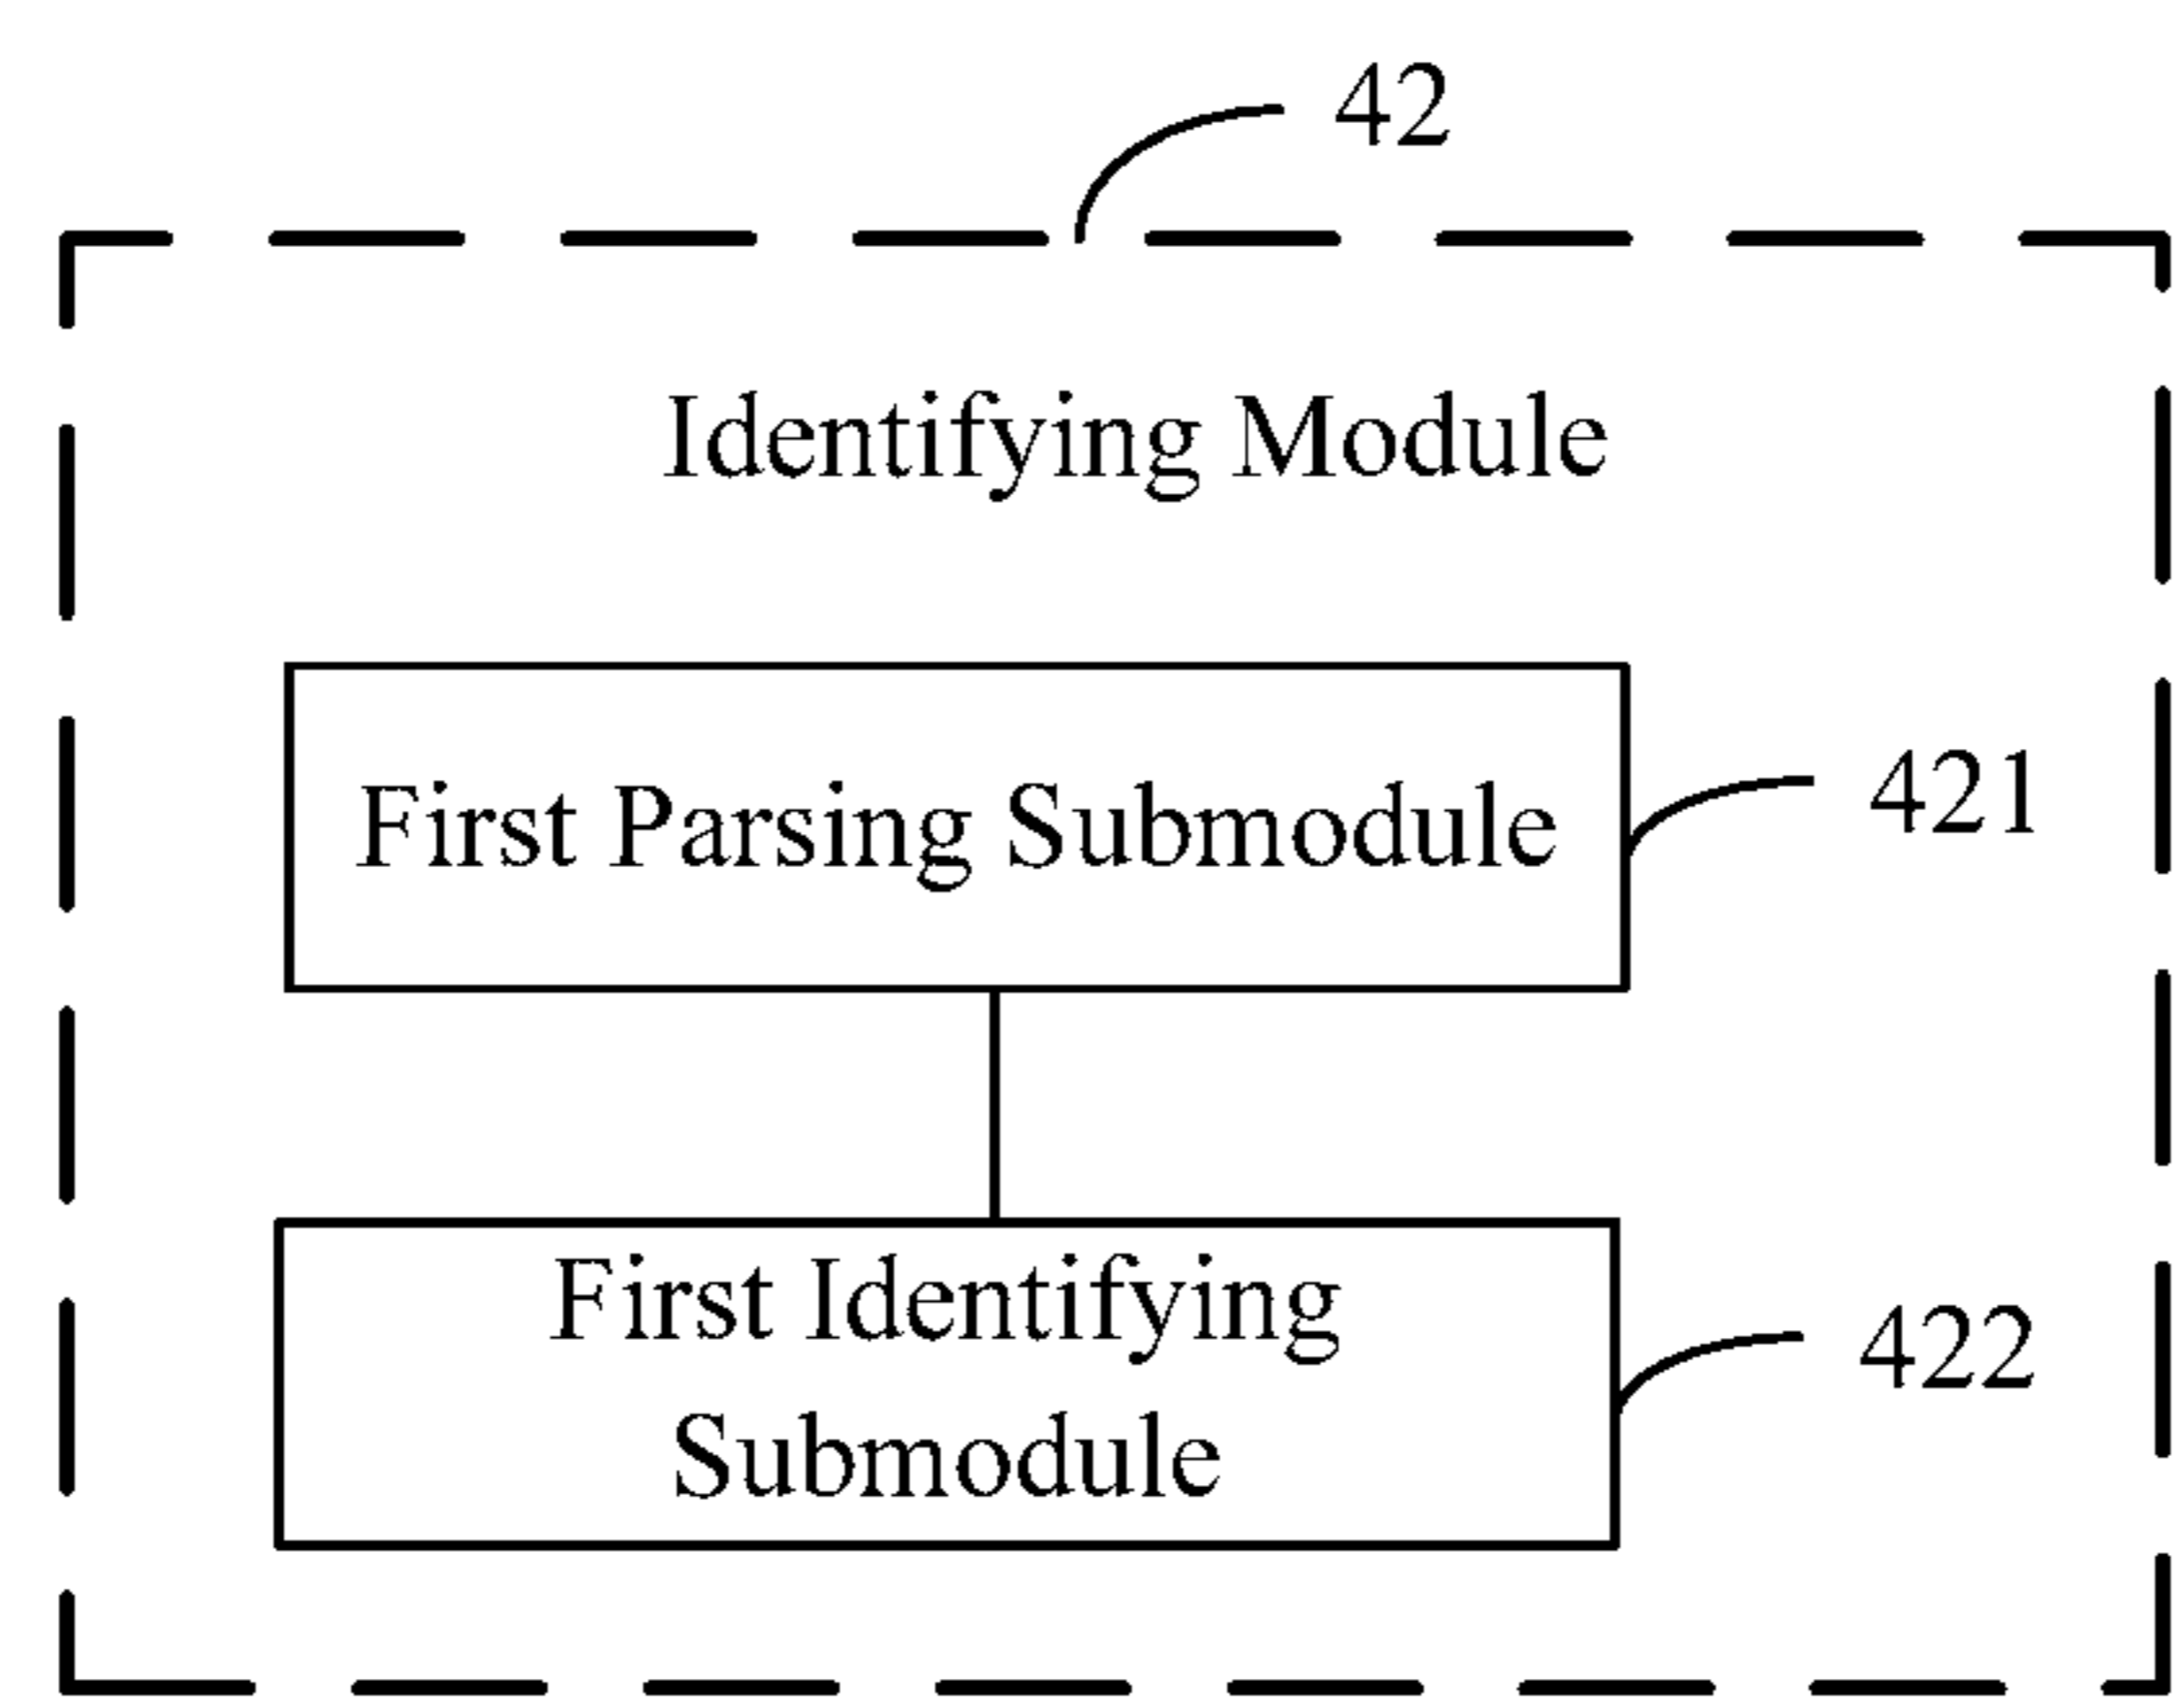 42
Identifying Module
First Parsing Submodule
421
First Identifying
Submodule
422